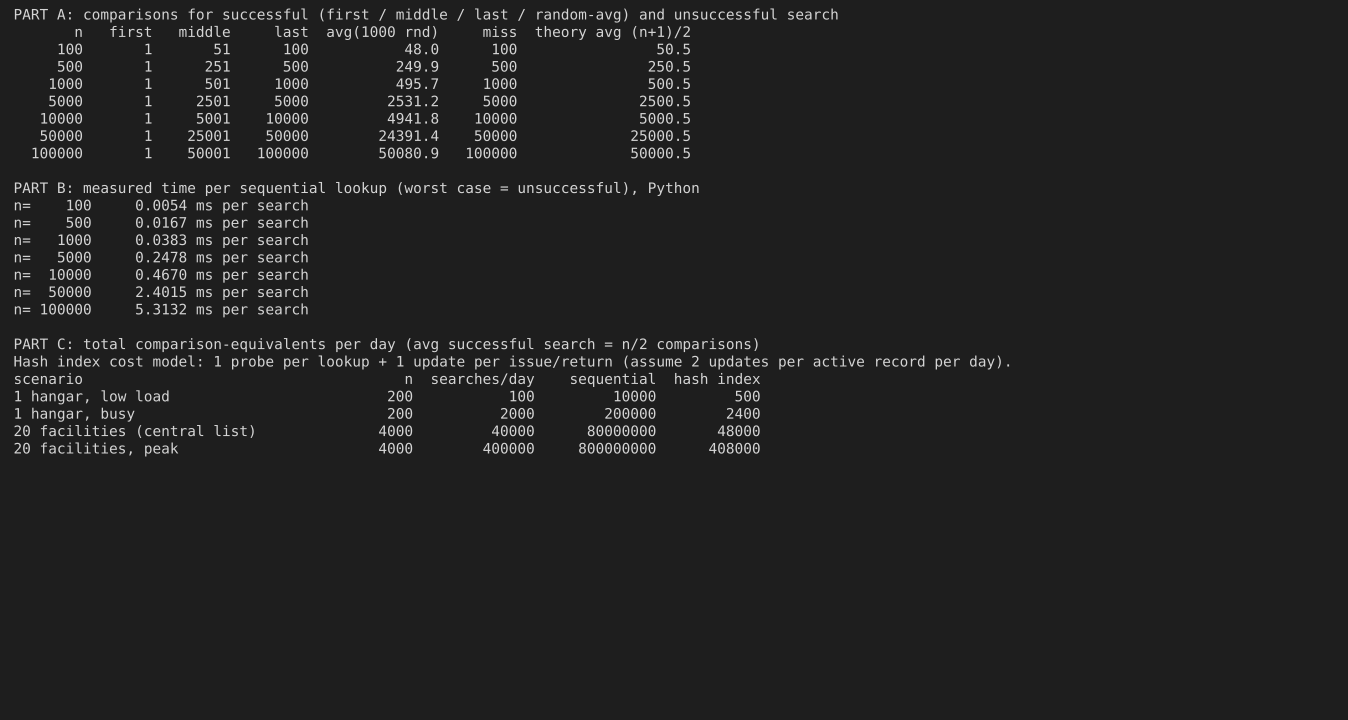 PART A: comparisons for successful (first / middle / last / random-avg) and unsuccessful search
       n   first   middle     last  avg(1000 rnd)     miss  theory avg (n+1)/2
     100       1       51      100           48.0      100                50.5
     500       1      251      500          249.9      500               250.5
    1000       1      501     1000          495.7     1000               500.5
    5000       1     2501     5000         2531.2     5000              2500.5
   10000       1     5001    10000         4941.8    10000              5000.5
   50000       1    25001    50000        24391.4    50000             25000.5
  100000       1    50001   100000        50080.9   100000             50000.5

PART B: measured time per sequential lookup (worst case = unsuccessful), Python
n=    100     0.0054 ms per search
n=    500     0.0167 ms per search
n=   1000     0.0383 ms per search
n=   5000     0.2478 ms per search
n=  10000     0.4670 ms per search
n=  50000     2.4015 ms per search
n= 100000     5.3132 ms per search

PART C: total comparison-equivalents per day (avg successful search = n/2 comparisons)
Hash index cost model: 1 probe per lookup + 1 update per issue/return (assume 2 updates per active record per day).
scenario                                     n  searches/day    sequential  hash index
1 hangar, low load                         200           100         10000         500
1 hangar, busy                             200          2000        200000        2400
20 facilities (central list)              4000         40000      80000000       48000
20 facilities, peak                       4000        400000     800000000      408000